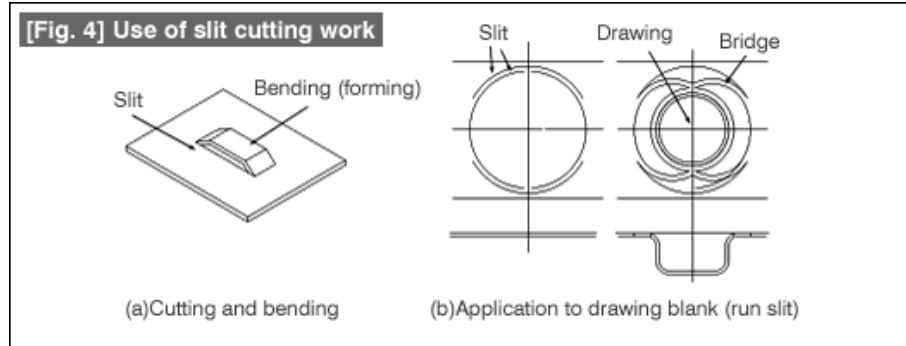 [Fig. 4] Use of slit cutting work
Slit
Bending (forming)
Slit
Drawing
Bridge
(a)Cutting and bending
(b)Application to drawing blank (run slit)